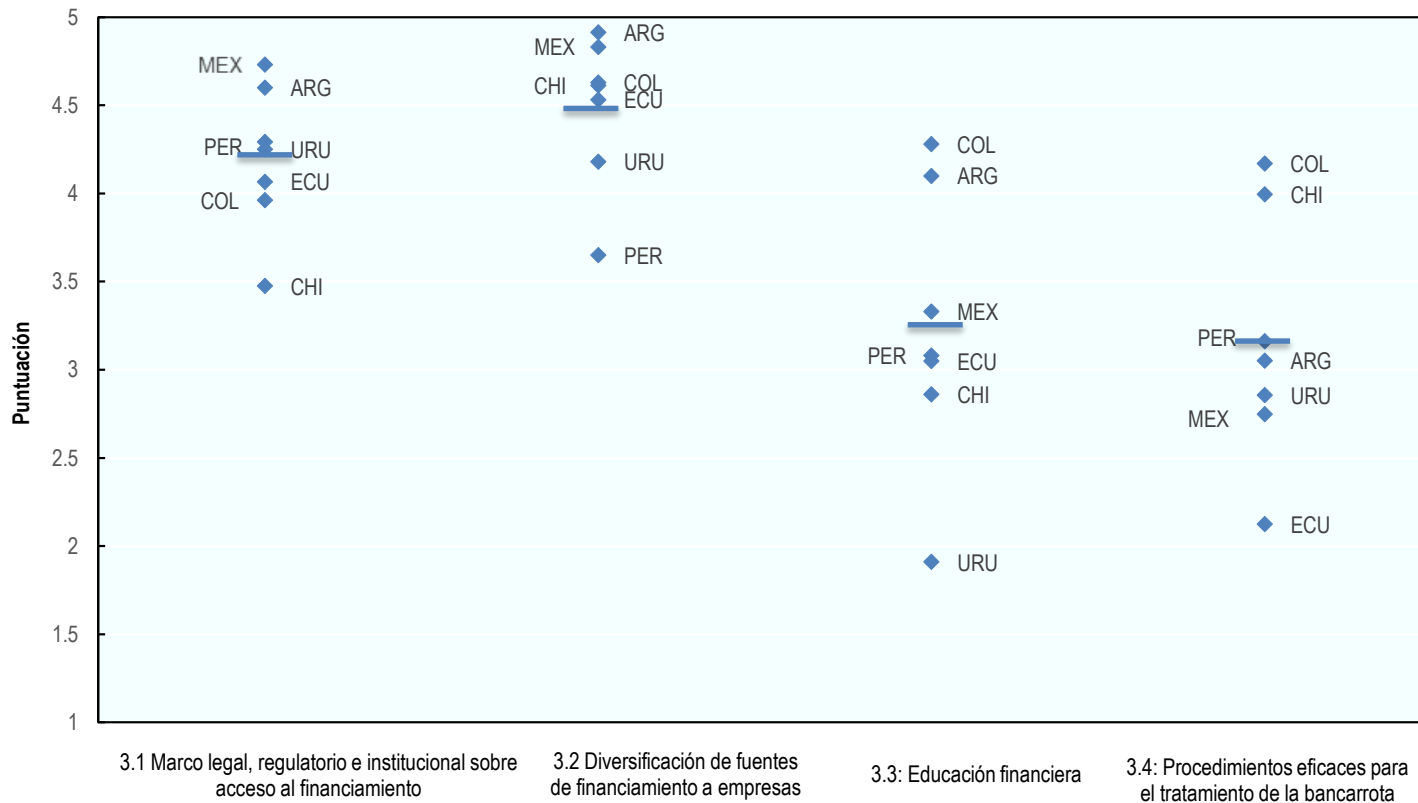 Puntuación
5
4.5
4
3.5
3
2.5
2
1.5
1
MEX
ARG
PER
URU
ECU
COL
CHI
ARG
MEX
COL
CHI
ECU
URU
PER
COL
ARG
MEX
PER
ECU
CHI
URU
COL
CHI
PER
ARG
URU
MEX
ECU
3.1 Marco legal, regulatorio e institucional sobre
acceso al financiamiento
3.2 Diversificación de fuentes
de financiamiento a empresas
3.3: Educación financiera
3.4: Procedimientos eficaces para
el tratamiento de la bancarrota